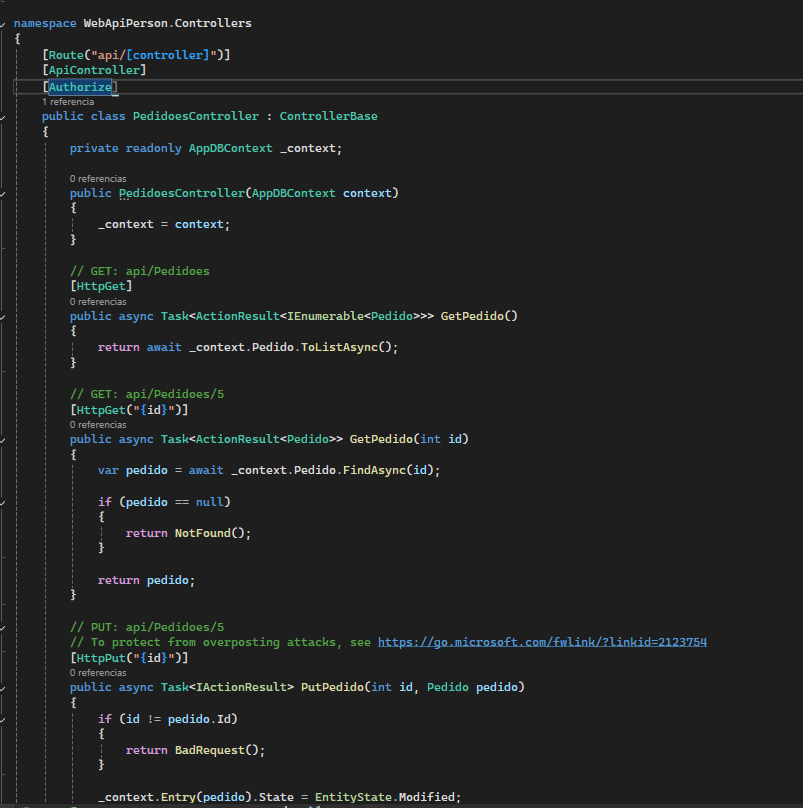 namespace WebApiPerson.Controllers
{
[Route("api/[controller]")]
[ApiController]
[Authorize]
1 referencia
public class PedidoesController : ControllerBase
{
private readonly AppDBContext _context;
0 referencias
public PedidoesController(AppDBContext context)
{
_context = context;
}
// GET: api/Pedidoes
[HttpGet]
0 referencias
public async Task<ActionResult<IEnumerable<Pedido>>> GetPedido()
{
return await _context.Pedido.ToListAsync();
}
// GET: api/Pedidoes/5
[HttpGet("{id}")]
0 referencias
public async Task<ActionResult<Pedido>> GetPedido(int id)
{
var pedido = await _context.Pedido.FindAsync(id);
if (pedido == null)
{
return NotFound();
}
return pedido;
}
// PUT: api/Pedidoes/5
// To protect from overposting attacks, see https://go.microsoft.com/fwlink/?linkid=2123754
[HttpPut("{id}")]
0 referencias
public async Task<IActionResult> PutPedido(int id, Pedido pedido)
{
if (id != pedido.Id)
{
return BadRequest();
}
_context.Entry(pedido).State = EntityState.Modified;